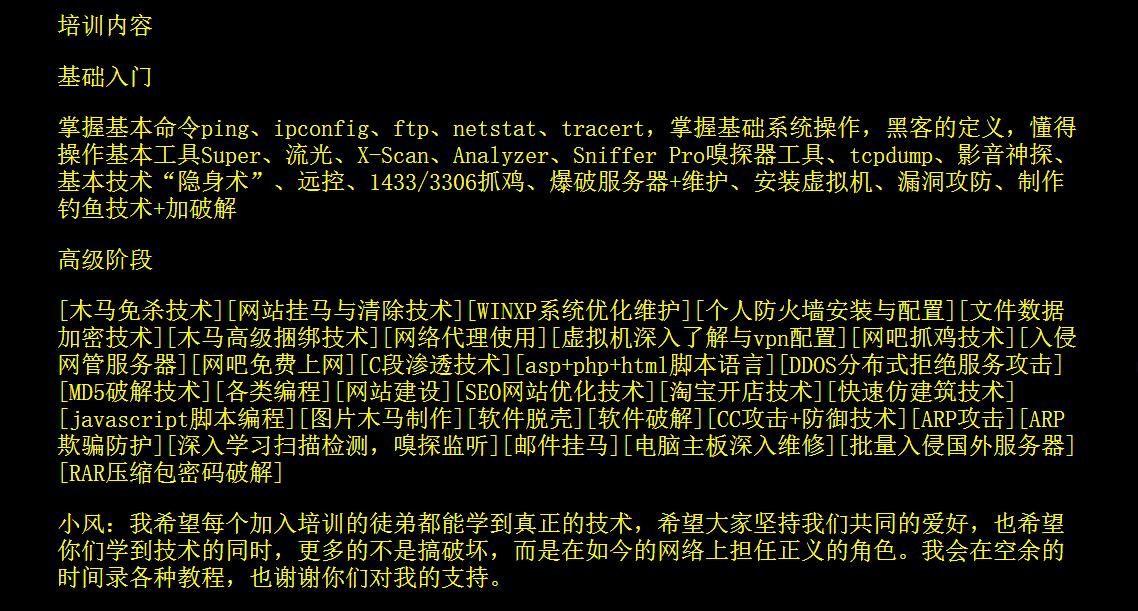 培训内容
基础入门
掌握基本命令ping、ipconfig、ftp、netstat、tracert，掌握基础系统操作，黑客的定义，懂得
操作基本工具Super、流光、X-Scan、Analyzer、Sniffer Pro嗅探器工具、tcpdump、影音神探、
基本技术“隐身术”、远控、1433/3306抓鸡、爆破服务器+维护、安装虚拟机、漏洞攻防、制作
钓鱼技术+加破解
高级阶段
[木马免杀技术][网站挂马与清除技术][WINXP系统优化维护][个人防火墙安装与配置][文件数据
加密技术][木马高级捆绑技术][网络代理使用][虚拟机深入了解与vpn配置][网吧抓鸡技术][入侵
网管服务器][网吧免费上网][C段渗透技术][asp+php+html脚本语言][DDOS分布式拒绝服务攻击]
[MD5破解技术][各类编程][网站建设][SEO网站优化技术][淘宝开店技术][快速仿建筑技术]
[javascript脚本编程][图片木马制作][软件脱壳][软件破解][CC攻击+防御技术][ARP攻击][ARP
欺骗防护][深入学习扫描检测，嗅探监听][邮件挂马][电脑主板深入维修][批量入侵国外服务器]
[RAR压缩包密码破解]
小风：我希望每个加入培训的徒弟都能学到真正的技术，希望大家坚持我们共同的爱好，也希望
你们学到技术的同时，更多的不是搞破坏，而是在如今的网络上担任正义的角色。我会在空余的
时间录各种教程，也谢谢你们对我的支持。